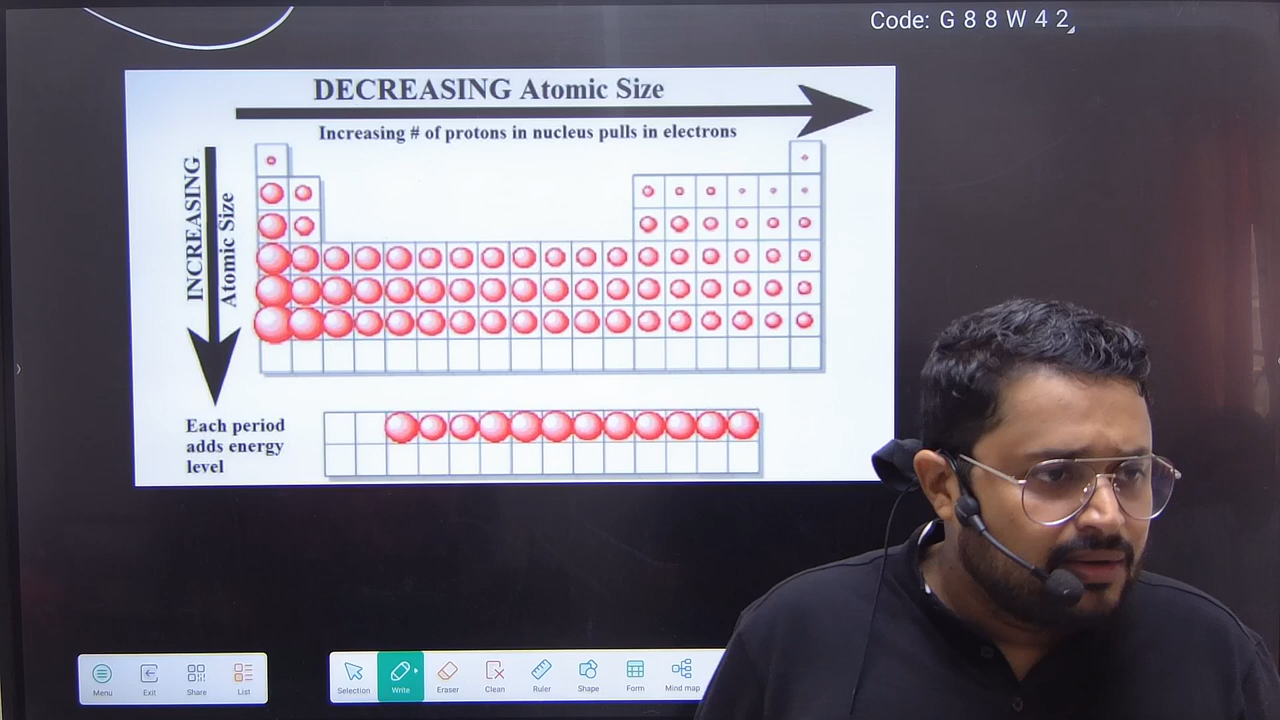 Code: G 8 8 W 4 2
DECREASING Atomic Size
Increasing # of protons in nucleus pulls in electrons
INCREASING
Atomic Size
Each period
adds energy
level
Menu
Exit
Share
List
Selection
Write
Eraser
Clean
Ruler
Shape
Form
Mind map